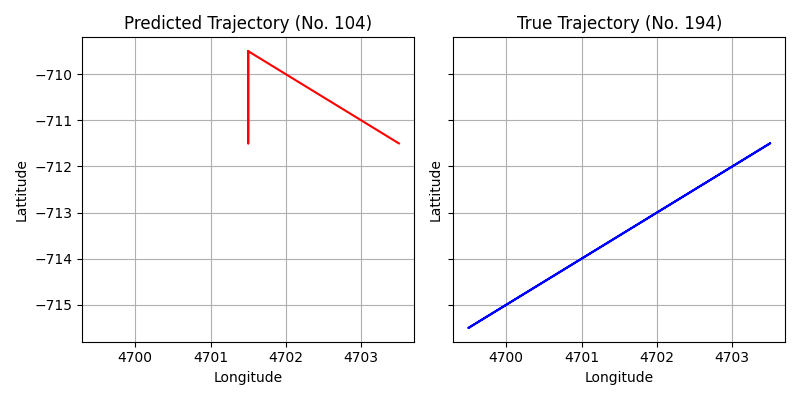 Predicted Trajectory (No. 104)
Lattitude
−710
−711
−712
−713
−714
−715
4700 4701 4702 4703
Longitude
True Trajectory (No. 194)
Lattitude
4700 4701 4702 4703
Longitude